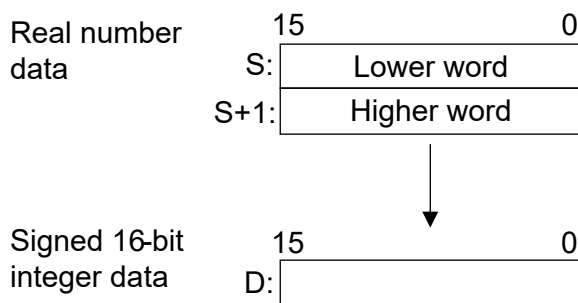 Real number
data
15 0
S: Lower word
S+1: Higher word
Signed 16-bit
integer data
15 0
D: